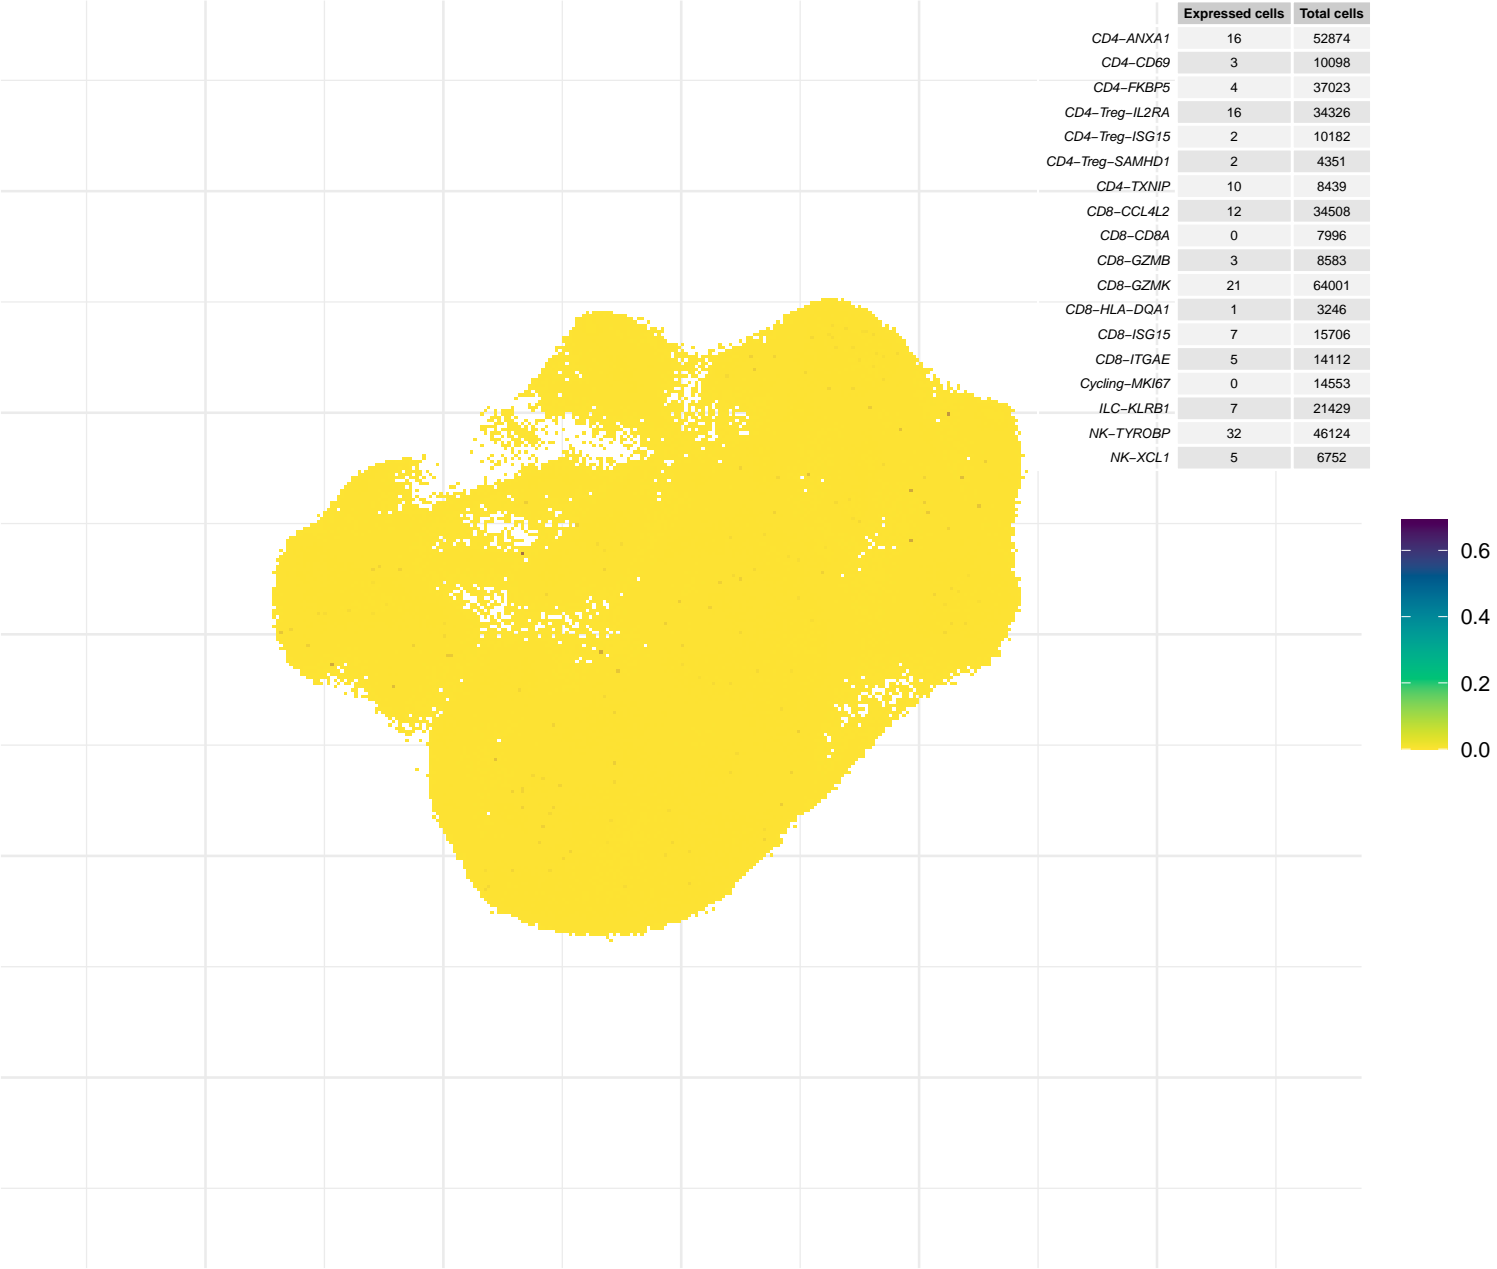 Expressed cells Total cells
CD4−ANXA1 16 52874
CD4−CD69 3 10098
CD4−FKBP5 4 37023
CD4−Treg−IL2RA 16 34326
CD4−Treg−ISG15 2 10182
CD4−Treg−SAMHD1 2 4351
CD4−TXNIP 10 8439
CD8−CCL4L2 12 34508
CD8−CD8A 0 7996
CD8−GZMB 3 8583
CD8−GZMK 21 64001
CD8−HLA−DQA1 1 3246
CD8−ISG15 7 15706
CD8−ITGAE 5 14112
Cycling−MKI67 0 14553
ILC−KLRB1 7 21429
NK−TYROBP 32 46124
NK−XCL1 5 6752
0.6
0.4
0.2
0.0